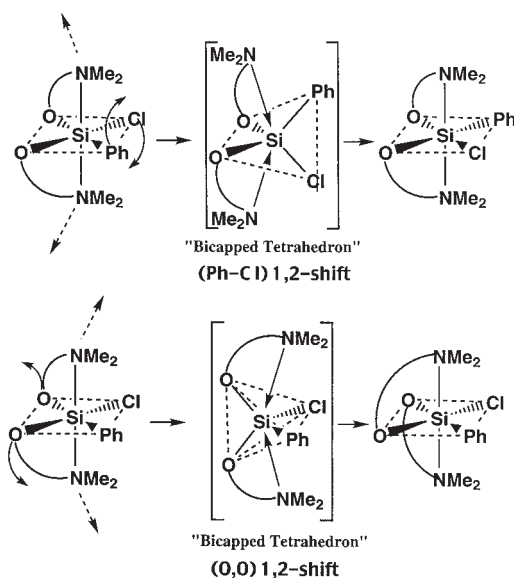 NMe2
O
Cl
Si
O
Ph
NMe2
Me2N
Ph
O
Si
O
Cl
Me2N
NMe2
O
Ph
Si
O
Cl
NMe2
"Bicapped Tetrahedron"
(Ph-Cl) 1,2-shift
NMe2
O
Cl
Si
O
Ph
NMe2
NMe2
O
Cl
Si
Ph
O
NMe2
NMe2
O
Cl
Si
O
Ph
NMe2
"Bicapped Tetrahedron"
(O,O) 1,2-shift